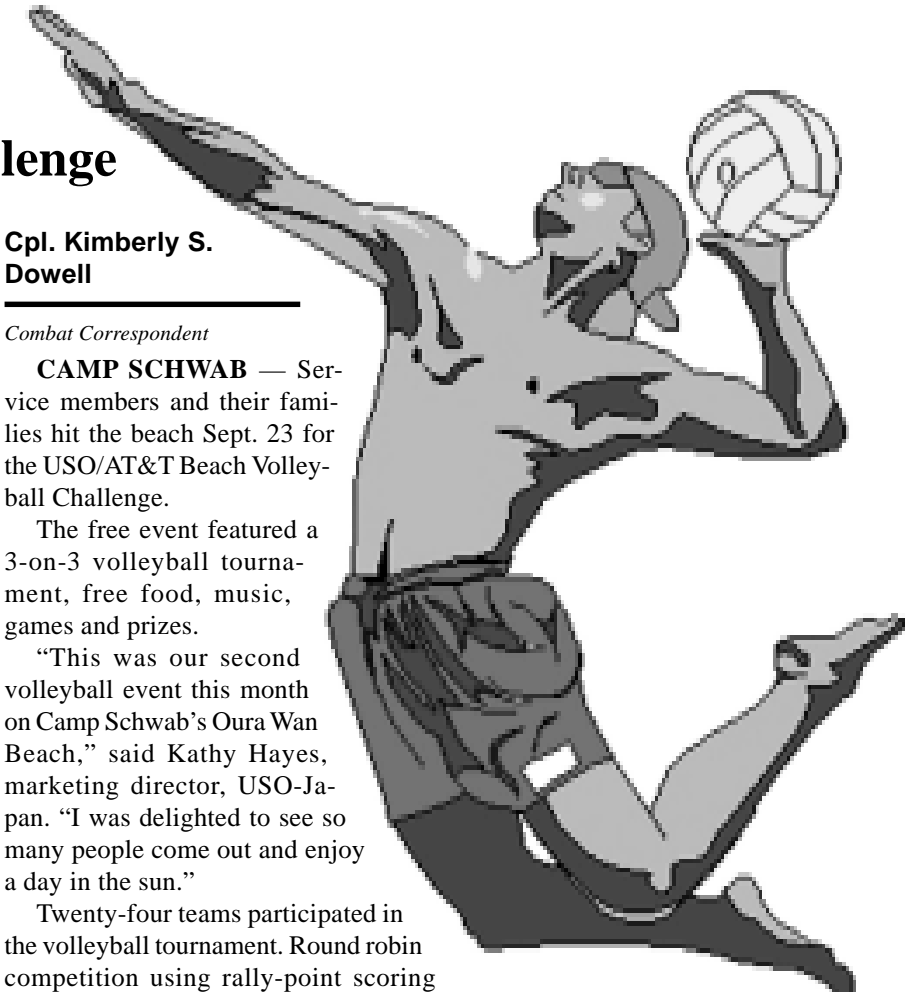 lenge
Cpl. Kimberly S.
Dowell
Combat Correspondent
CAMP SCHWAB — Ser-
vice members and their fami-
lies hit the beach Sept. 23 for
the USO/AT&T Beach Volley-
ball Challenge.
The free event featured a
3-on-3 volleyball tourna-
ment, free food, music,
games and prizes.
“This was our second
volleyball event this month
on Camp Schwab’s Oura Wan
Beach,” said Kathy Hayes,
marketing director, USO-Ja-
pan. “I was delighted to see so
many people come out and enjoy
a day in the sun.”
Twenty-four teams participated in
the volleyball tournament. Round robin
competition using rally-point scoring